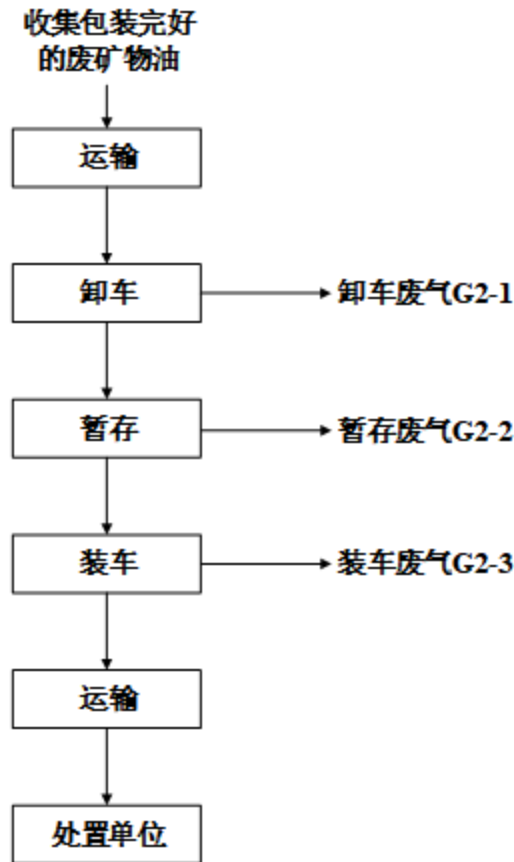 收集包装完好
的废矿物油
运输
卸车
卸车废气G2-1
暂存
暂存废气G2-2
装车
装车废气G2-3
运输
处置单位